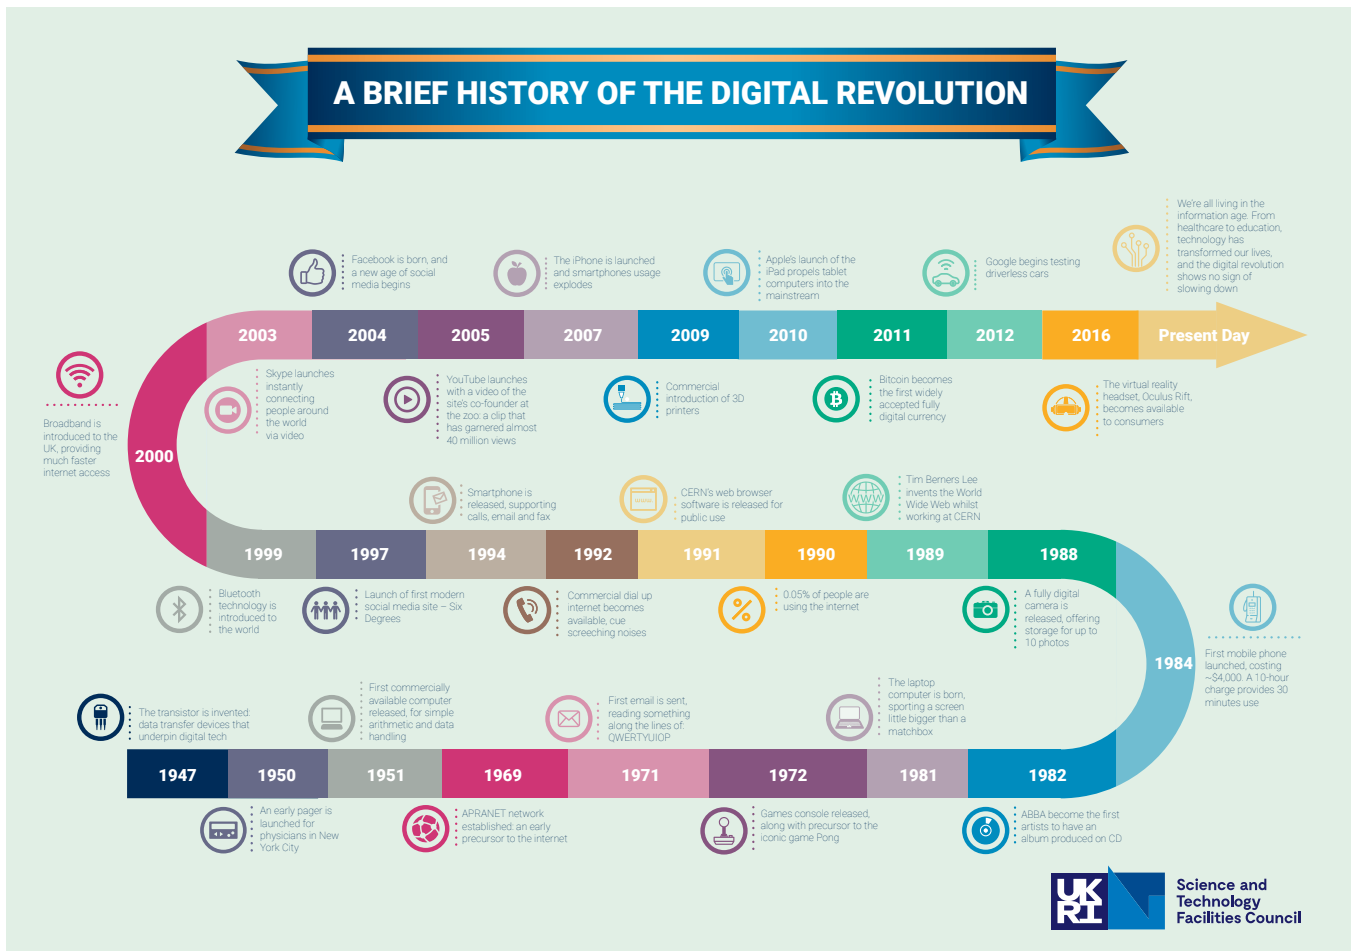 A BRIEF HISTORY OF THE DIGITAL REVOLUTION
We're all living in the
information age. From
healthcare to education,
technology has
transformed our lives,
and the digital revolution
shows no sign of
slowing down
Facebook is born, and
a new age of social
media begins
The iPhone is launched
and smartphones usage
explodes
Apple's launch of the
iPad propels tablet
computers into the
mainstream
Google begins testing
driverless cars
2003
2004
2005
2007
2009
2010
2011
2012
2016
Present Day
Skype launches
instantly
connecting
people around
the world
via video
YouTube launches
with a video of the
site's co-founder at
the zoo: a clip that
has garnered almost
40 million views
Commercial
introduction of 3D
printers
Bitcoin becomes
the first widely
accepted fully
digital currency
The virtual reality
headset, Oculus Rift,
becomes available
to consumers
Broadband is
introduced to the
UK, providing
much faster
internet access
2000
Smartphone is
released, supporting
calls, email and fax
CERN's web browser
software is released for
public use
WWW
Tim Berners Lee
invents the World
Wide Web whilst
working at CERN
1999
1997
1994
1992
1991
1990
1989
1988
Bluetooth
technology is
introduced to
the world
Launch of first modern
social media site – Six
Degrees
Commercial dial up
internet becomes
available, cue
screeching noises
%
0.05% of people are
using the internet
A fully digital
camera is
released, offering
storage for up to
10 photos
1984
First mobile phone
launched, costing
~$4,000. A 10-hour
charge provides 30
minutes use
The transistor is invented:
data transfer devices that
underpin digital tech
First commercially
available computer
released, for simple
arithmetic and data
handling
First email is sent,
reading something
along the lines of:
QWERTYUIOP
The laptop
computer is born,
sporting a screen
little bigger than a
matchbox
1947
1950
1951
1969
1971
1972
1981
1982
An early pager is
launched for
physicians in New
York City
APRANET network
established: an early
precursor to the internet
Games console released,
along with precursor to the
iconic game Pong
ABBA become the first
artists to have an
album produced on CD
UK
RI
Science and
Technology
Facilities Council